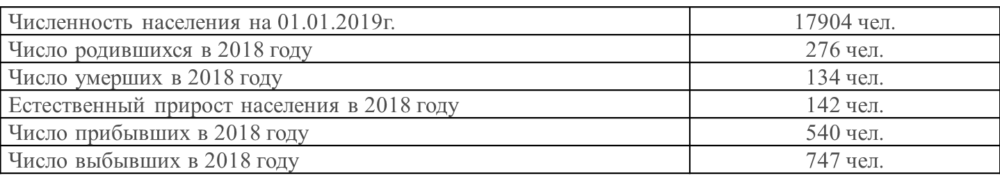 Численность населения на 01.01.2019г. 17904 чел.
Число родившихся в 2018 году 276 чел.
Число умерших в 2018 году 134 чел.
Естественный прирост населения в 2018 году 142 чел.
Число прибывших в 2018 году 540 чел.
Число выбывших в 2018 году 747 чел.